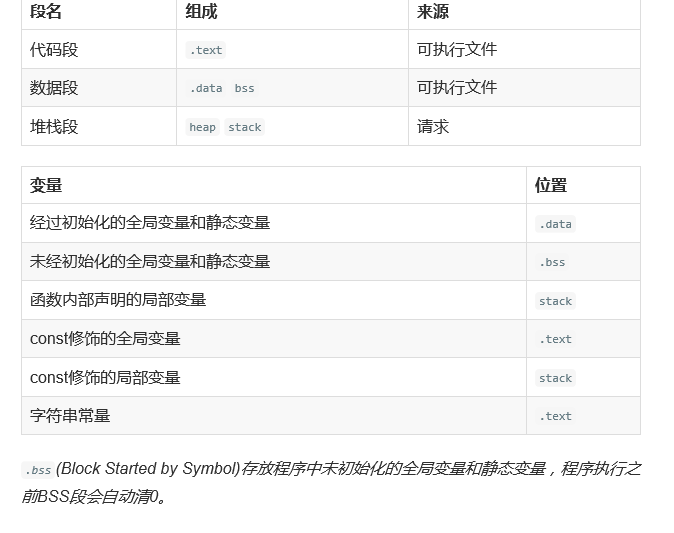 段名 组成 来源
代码段 .text 可执行文件
数据段 .data bss 可执行文件
堆栈段 heap stack 请求
变量 位置
经过初始化的全局变量和静态变量 .data
未经初始化的全局变量和静态变量 .bss
函数内部声明的局部变量 stack
const修饰的全局变量 .text
const修饰的局部变量 stack
字符串常量 .text
.bss(Block Started by Symbol)存放程序中未初始化的全局变量和静态变量，程序执行之
前BSS段会自动清0。